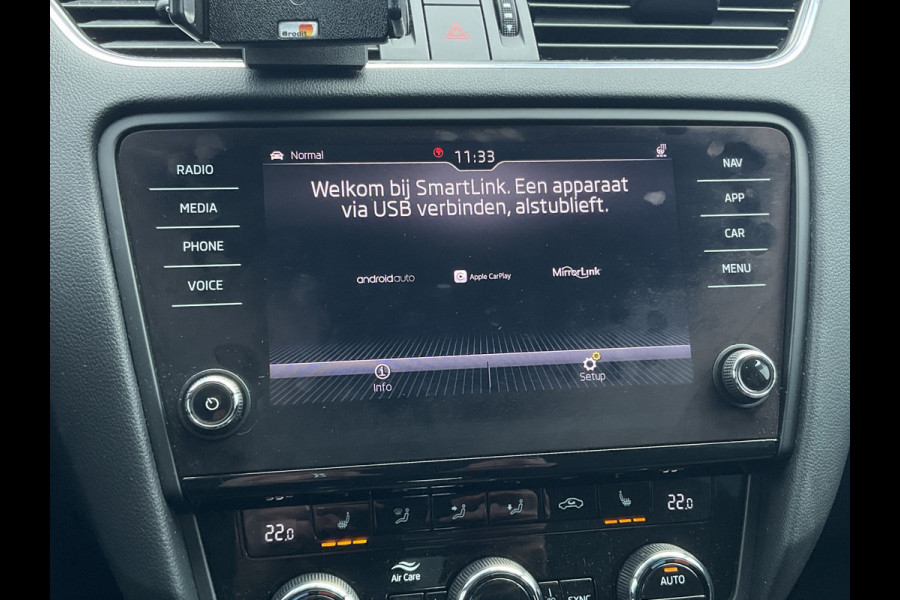 Brodit
Normal
11:33
RADIO
MEDIA
PHONE
VOICE
NAV
APP
CAR
MENU
Welkom bij SmartLink. Een apparaat
via USB verbinden, alstublieft.
androidauto
Apple CarPlay
MirrorLink
Info
Setup
22.0
22.0
Air Care
AUTO
SYNC